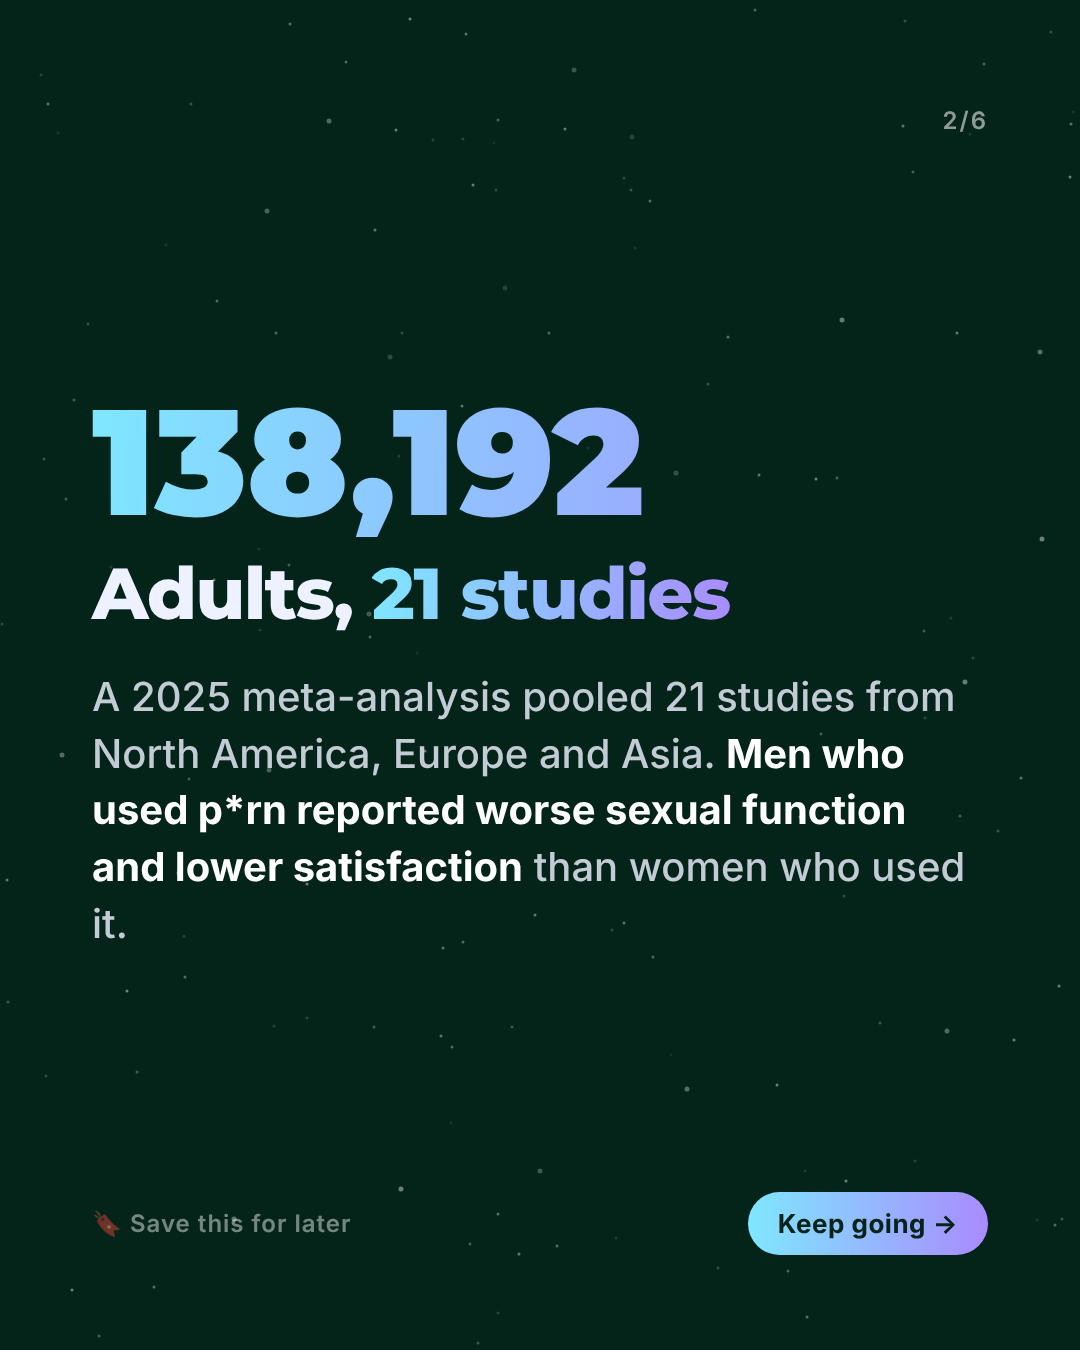 2/6
138,192
Adults, 21 studies
A 2025 meta-analysis pooled 21 studies from
North America, Europe and Asia. Men who
used p*rn reported worse sexual function
and lower satisfaction than women who used
it.
Save this for later
Keep going →